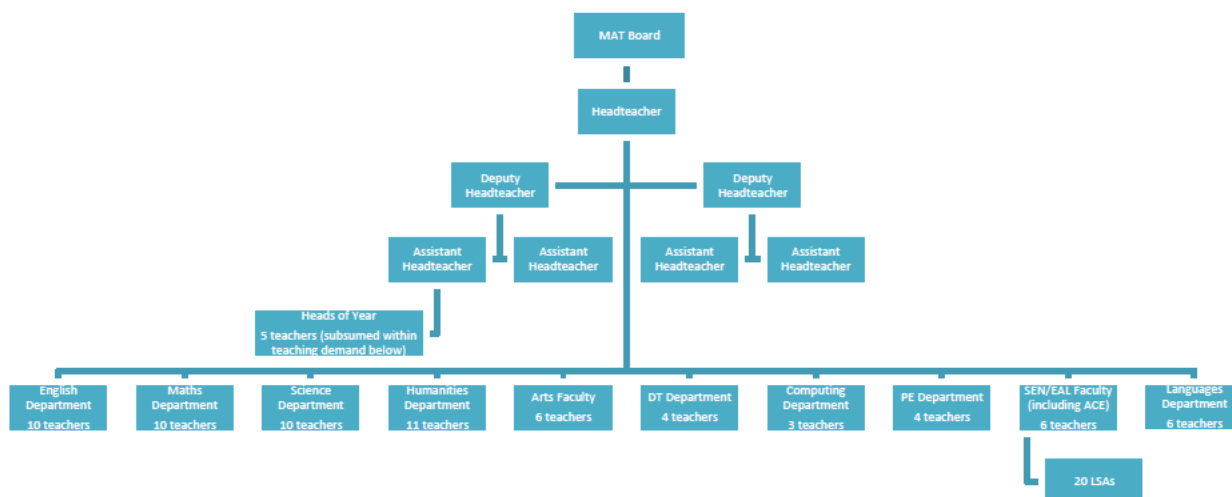 MAT Board
Headteacher
Deputy
Headteacher
Deputy
Headteacher
Assistant
Headteacher
Assistant
Headteacher
Assistant
Headteacher
Assistant
Headteacher
Heads of Year
5 teachers (subsumed within
teaching demand below)
English
Department
10 teachers
Maths
Department
10 teachers
Science
Department
10 teachers
Humanities
Department
11 teachers
Arts Faculty
6 teachers
DT Department
4 teachers
Computing
Department
3 teachers
PE Department
4 teachers
SEN/EAL Faculty
(including ACE)
6 teachers
Languages
Department
6 teachers
20 LSAs